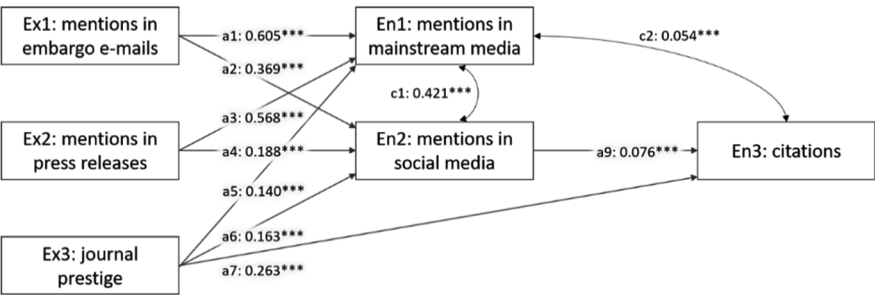 Ex1: mentions in
embargo e-mails
a1: 0.605***
En1: mentions in
mainstream media
c2: 0.054***
a2: 0.369***
c1: 0.421***
a3: 0.568***
Ex2: mentions in
press releases
a4: 0.188***
En2: mentions in
social media
a9: 0.076***
En3: citations
a5: 0.140***
a6: 0.163***
Ex3: journal
prestige
a7: 0.263***